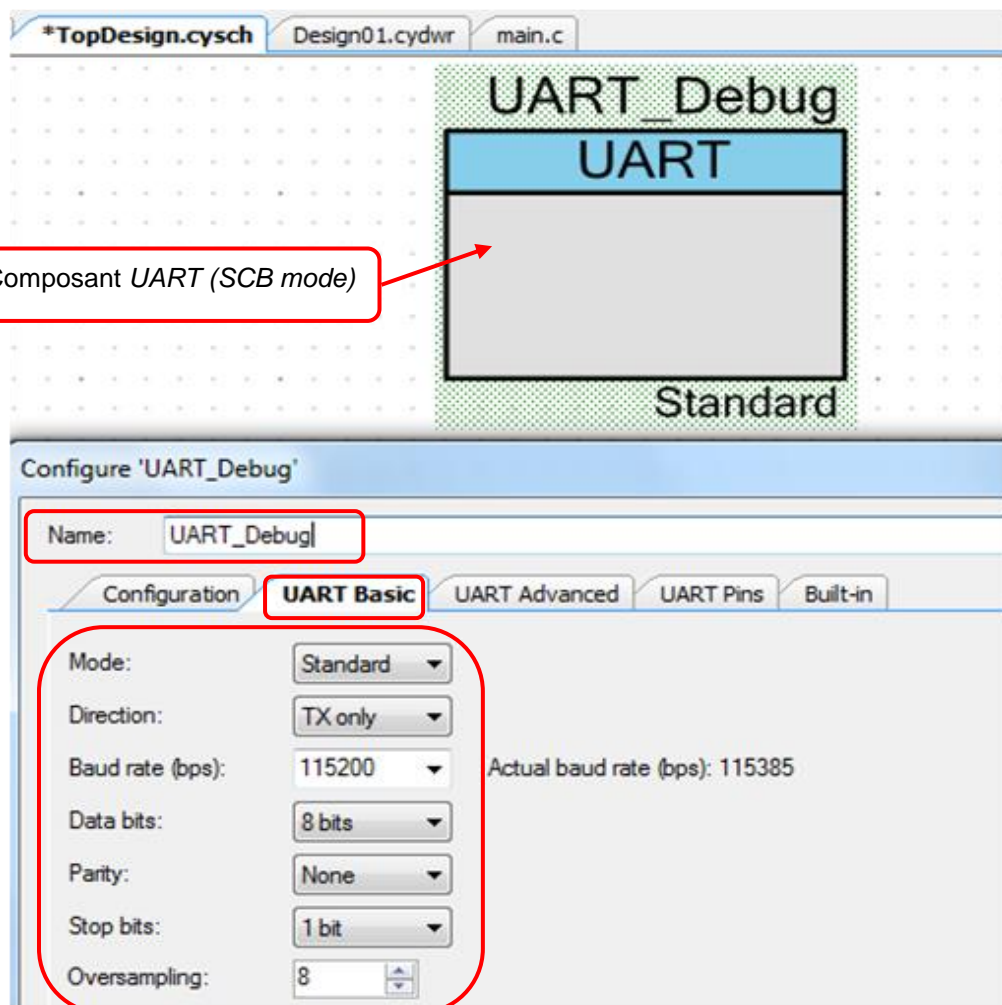 *TopDesign.cysch Design01.cydwr main.c
UART_Debug
UART
Composant UART (SCB mode)
Standard
Configure 'UART_Debug'
Name: UART_Debug
Configuration UART Basic UART Advanced UART Pins Built-in
Mode: Standard
Direction: TX only
Baud rate (bps): 115200 Actual baud rate (bps): 115385
Data bits: 8 bits
Parity: None
Stop bits: 1 bit
Oversampling: 8